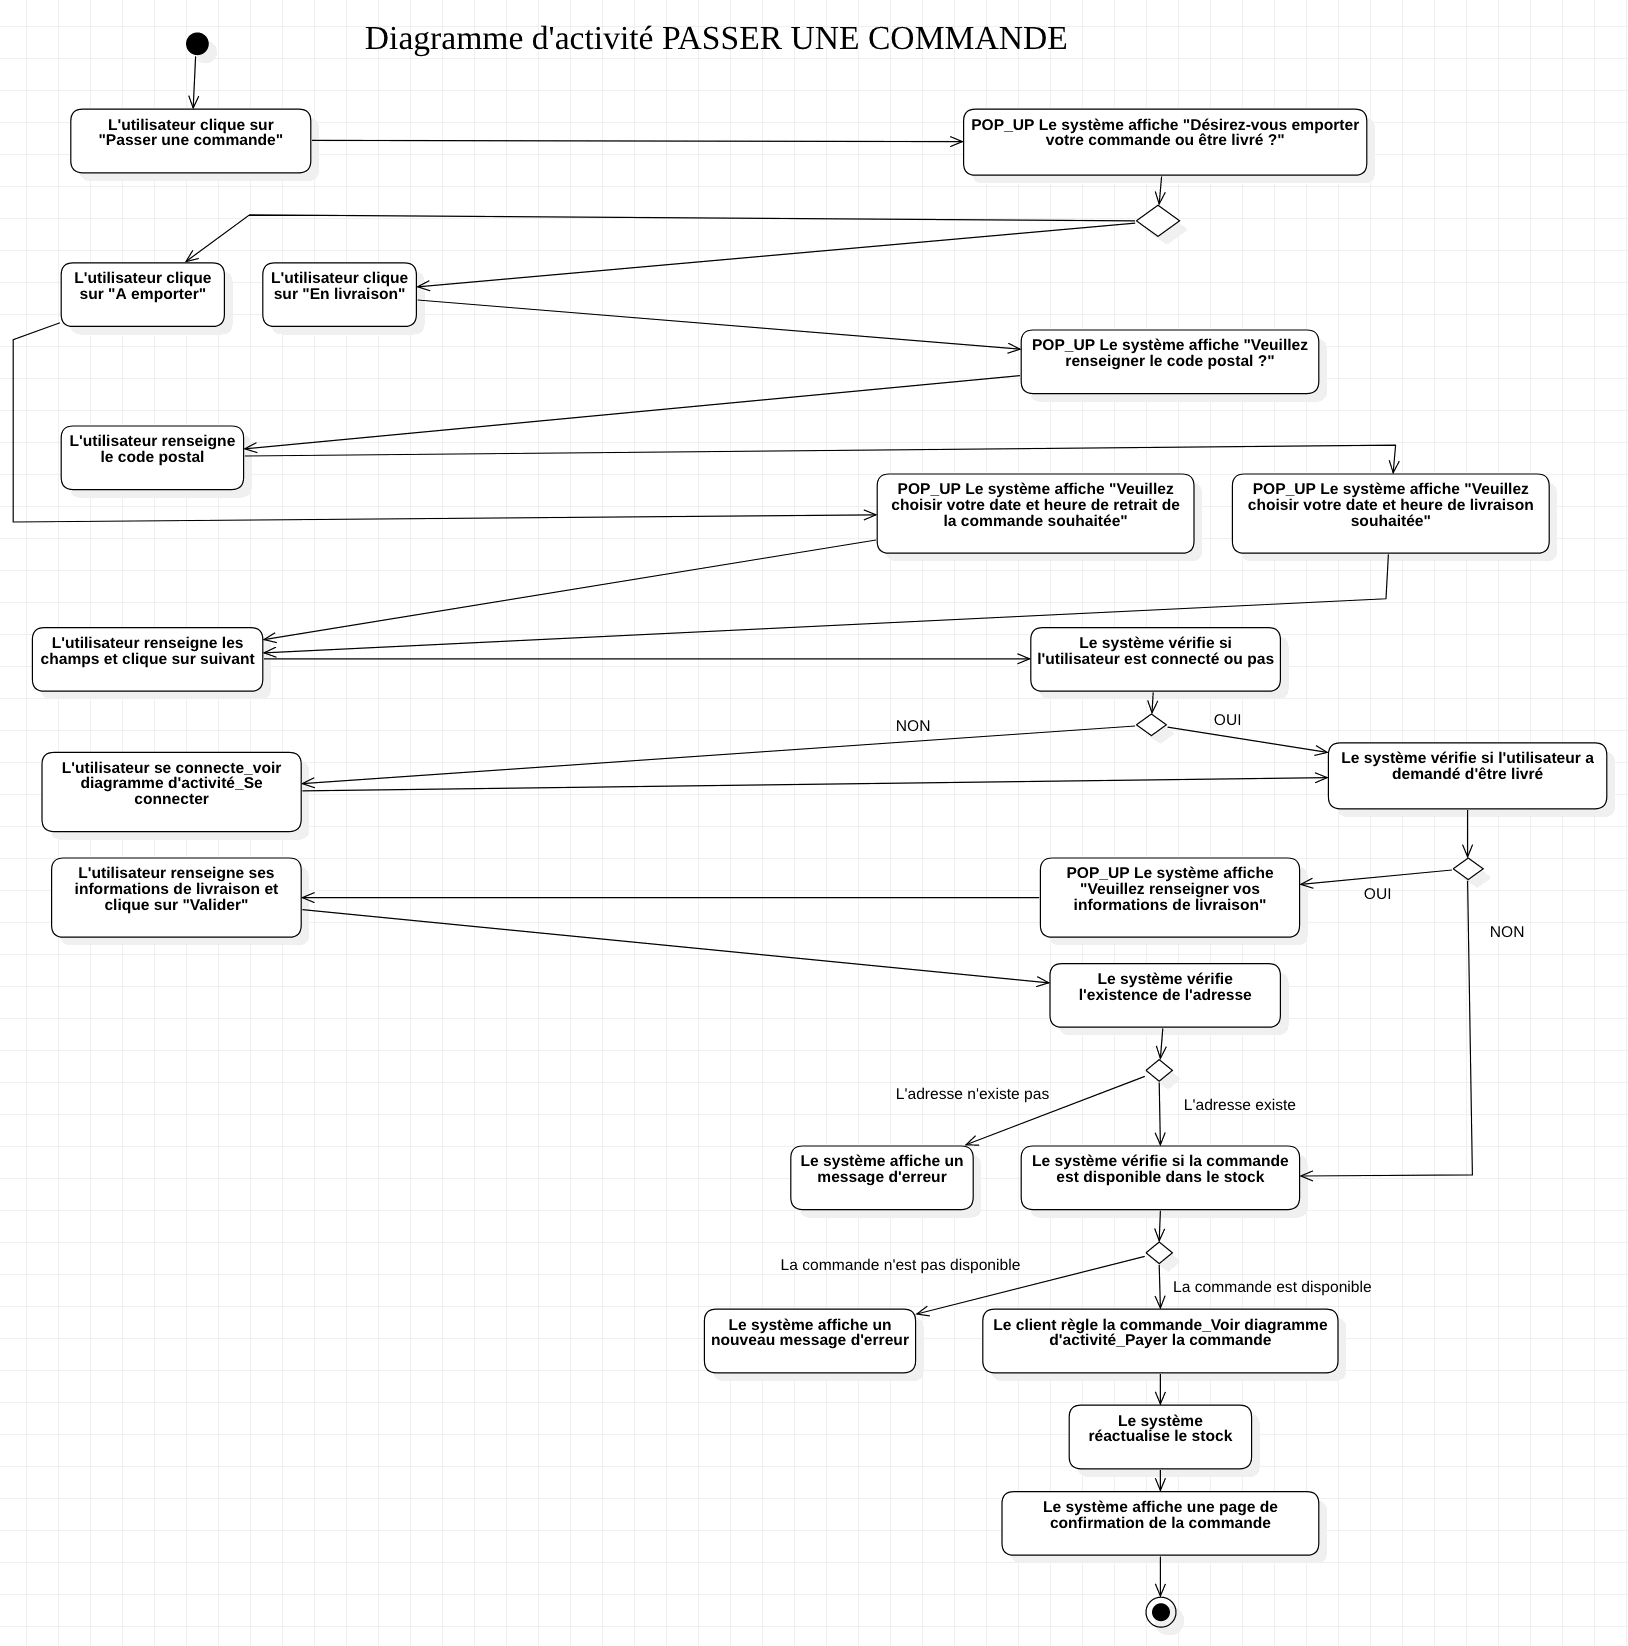 Diagramme d'activité PASSER UNE COMMANDE
L'utilisateur clique sur
"Passer une commande"
POP_UP Le système affiche "Désirez-vous emporter
votre commande ou être livré ?"
L'utilisateur clique
sur "A emporter"
L'utilisateur clique
sur "En livraison"
POP_UP Le système affiche "Veuillez
renseigner le code postal ?"
L'utilisateur renseigne
le code postal
POP_UP Le système affiche "Veuillez
choisir votre date et heure de retrait de
la commande souhaitée"
POP_UP Le système affiche "Veuillez
choisir votre date et heure de livraison
souhaitée"
L'utilisateur renseigne les
champs et clique sur suivant
Le système vérifie si
l'utilisateur est connecté ou pas
NON
OUI
L'utilisateur se connecte_voir
diagramme d'activité_Se
connecter
Le système vérifie si l'utilisateur a
demandé d'être livré
L'utilisateur renseigne ses
informations de livraison et
clique sur "Valider"
POP_UP Le système affiche
"Veuillez renseigner vos
informations de livraison"
OUI
NON
Le système vérifie
l'existence de l'adresse
L'adresse n'existe pas
L'adresse existe
Le système affiche un
message d'erreur
Le système vérifie si la commande
est disponible dans le stock
La commande n'est pas disponible
La commande est disponible
Le système affiche un
nouveau message d'erreur
Le client règle la commande_Voir diagramme
d'activité_Payer la commande
Le système
réactualise le stock
Le système affiche une page de
confirmation de la commande